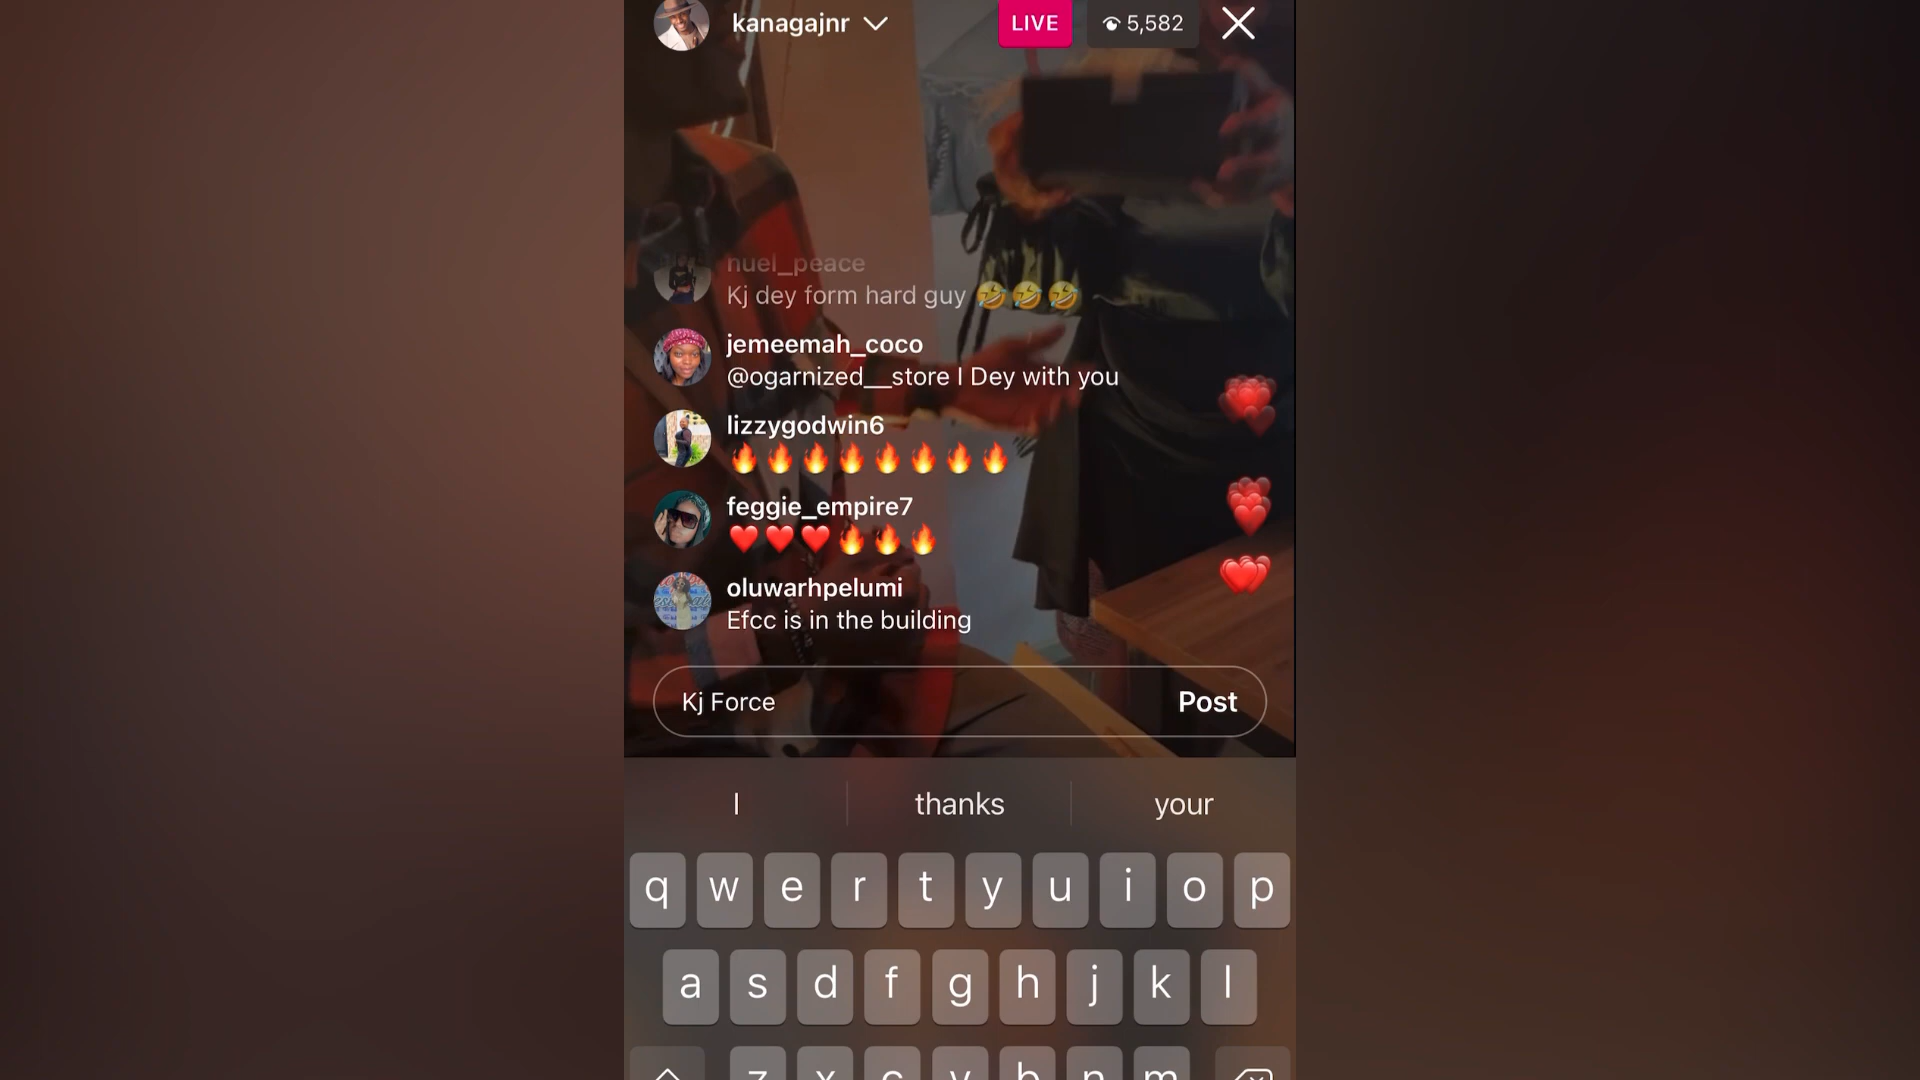 kanagajnr
LIVE
5,582
nuel_peace
Kj dey form hard guy 🤣🤣🤣
jemeemah_coco
@ogarnized__store I Dey with you
lizzygodwin6
🔥🔥🔥🔥🔥🔥🔥🔥
feggie_empire7
❤️❤️❤️🔥🔥🔥
oluwarhpelumi
Efcc is in the building
Kj Force
Post
I thanks your
q w e r t y u i o p
a s d f g h j k l
z x c v b n m